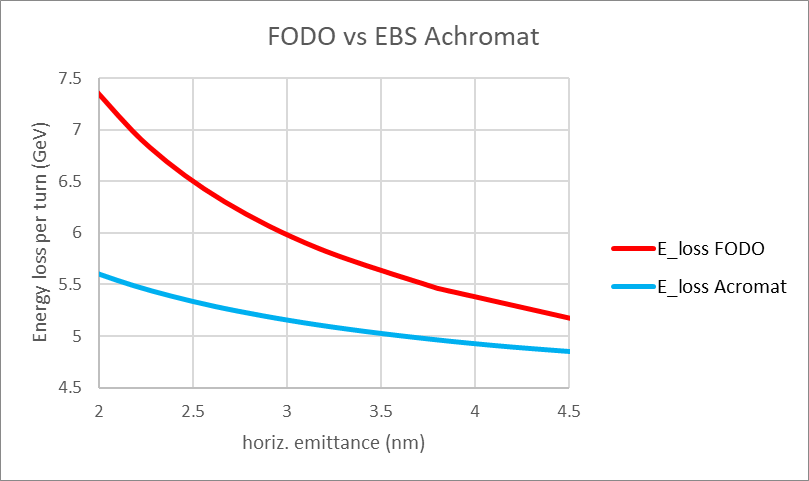 FODO vs EBS Achromat
Energy loss per turn (GeV)
7.5
7
6.5
6
5.5
5
4.5
2
2.5
3
3.5
4
4.5
horiz. emittance (nm)
E_loss FODO
E_loss Acromat